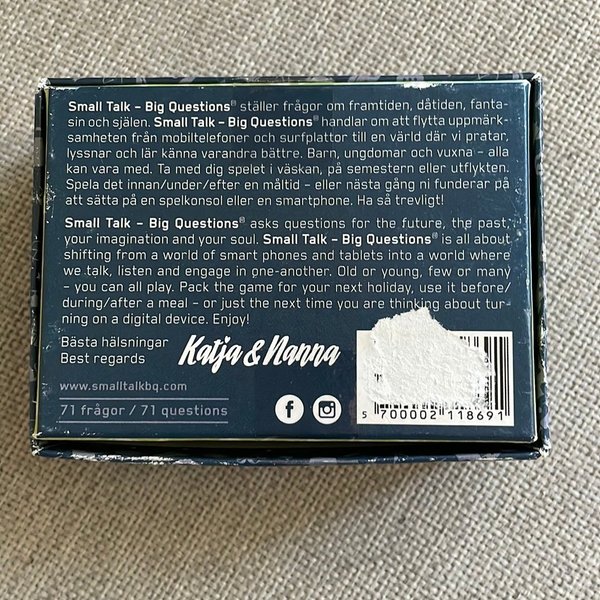 Small Talk – Big Questions® ställer frågor om framtiden, dåtiden, fanta-
sin och själen. Small Talk – Big Questions® handlar om att flytta uppmärk-
samheten från mobiltelefoner och surfplattor till en värld där vi pratar,
lyssnar och lär känna varandra bättre. Barn, ungdomar och vuxna – alla
kan vara med. Ta med dig spelet i väskan, på semestern eller utflykten.
Spela det innan/under/efter en måltid – eller nästa gång ni funderar på
att sätta på en spelkonsol eller en smartphone. Ha så trevligt!
Small Talk – Big Questions® asks questions for the future, the past,
your imagination and your soul. Small Talk – Big Questions® is all about
shifting from a world of smart phones and tablets into a world where
we talk, listen and engage in one-another. Old or young, few or many
– you can all play. Pack the game for your next holiday, use it before/
during/after a meal – or just the next time you are thinking about tur-
ning on a digital device. Enjoy!
Bästa hälsningar
Best regards
Katja & Nanna
www.smalltalkbq.com
71 frågor / 71 questions
5 700002 118691